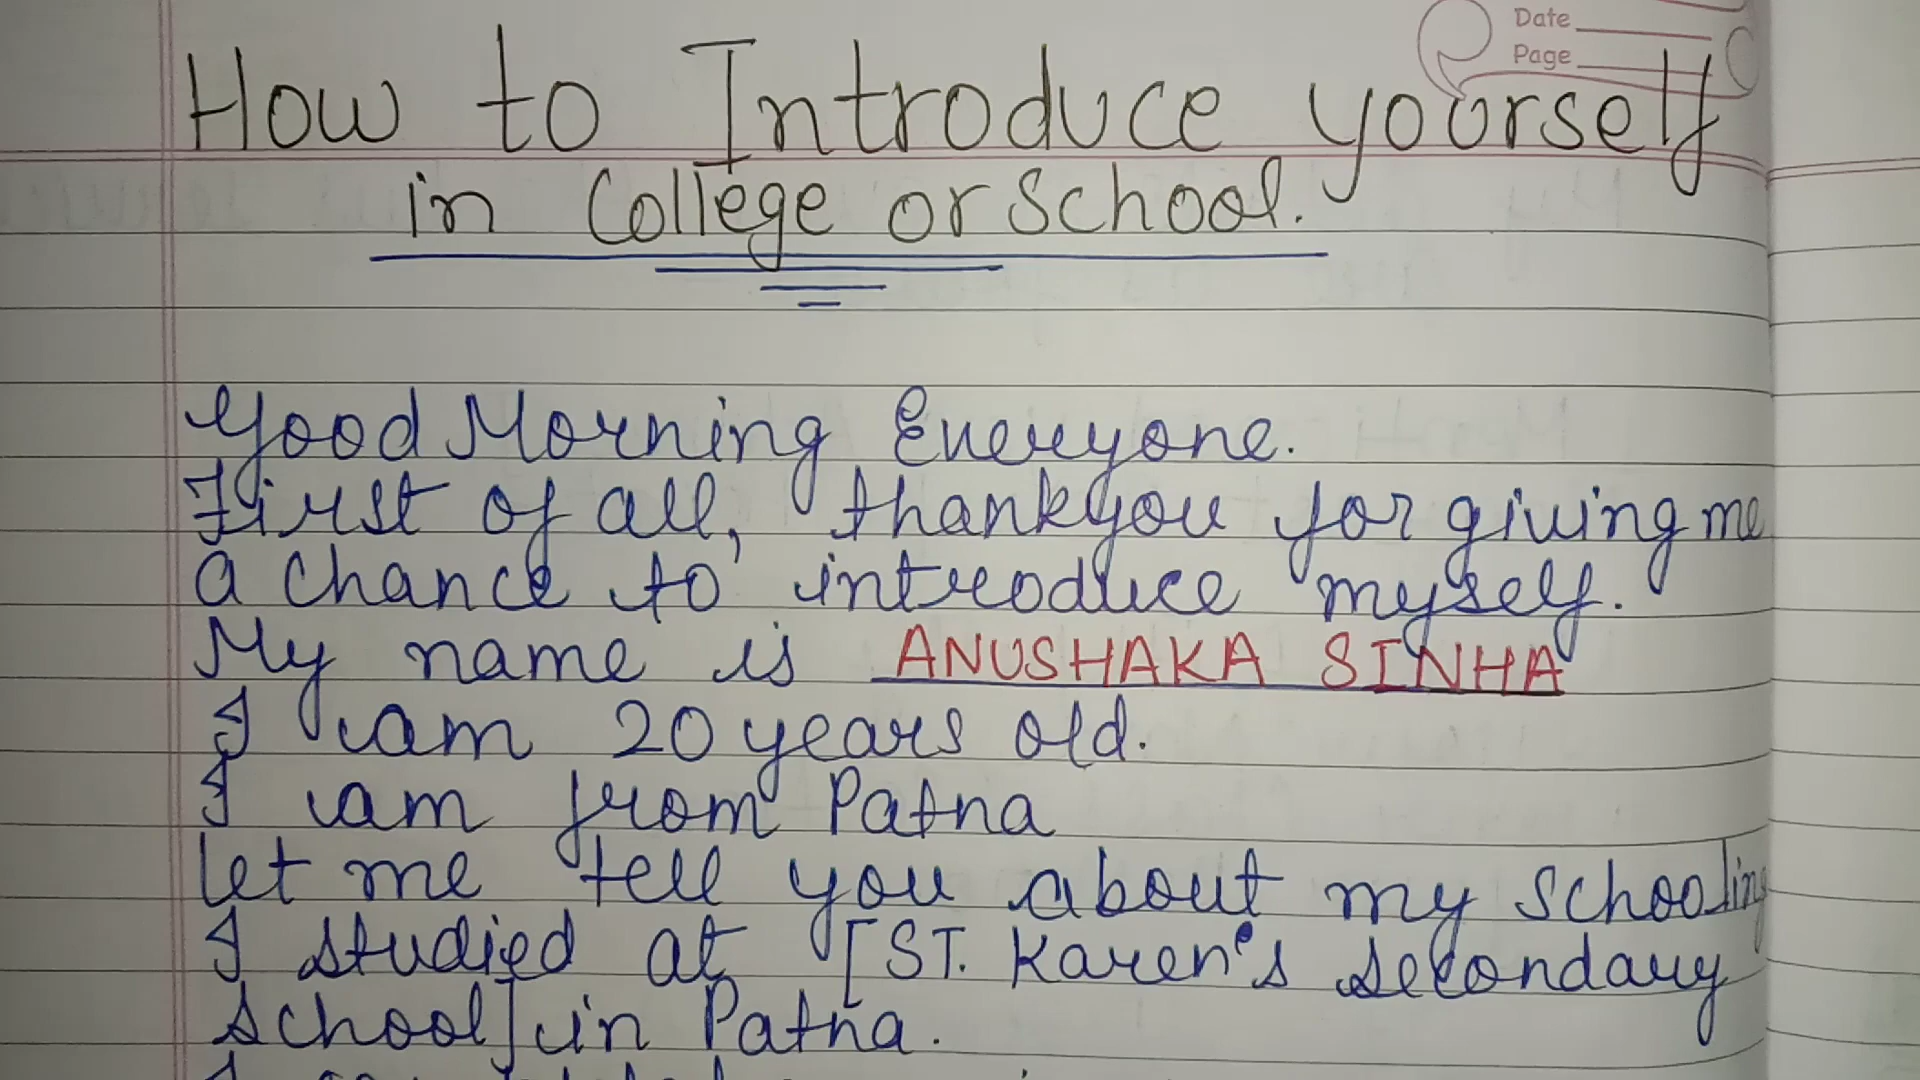 Date
Page
How to Introduce yourself
in College or School.
Good Morning Everyone.
First of all, thankyou for giving me
a chance to introduce myself.
My name is ANUSHAKA SINHA
I am 20 years old.
I am from Patna
let me tell you about my schooling
I studied at [ST. Karen's Secondary
School] in Patna.